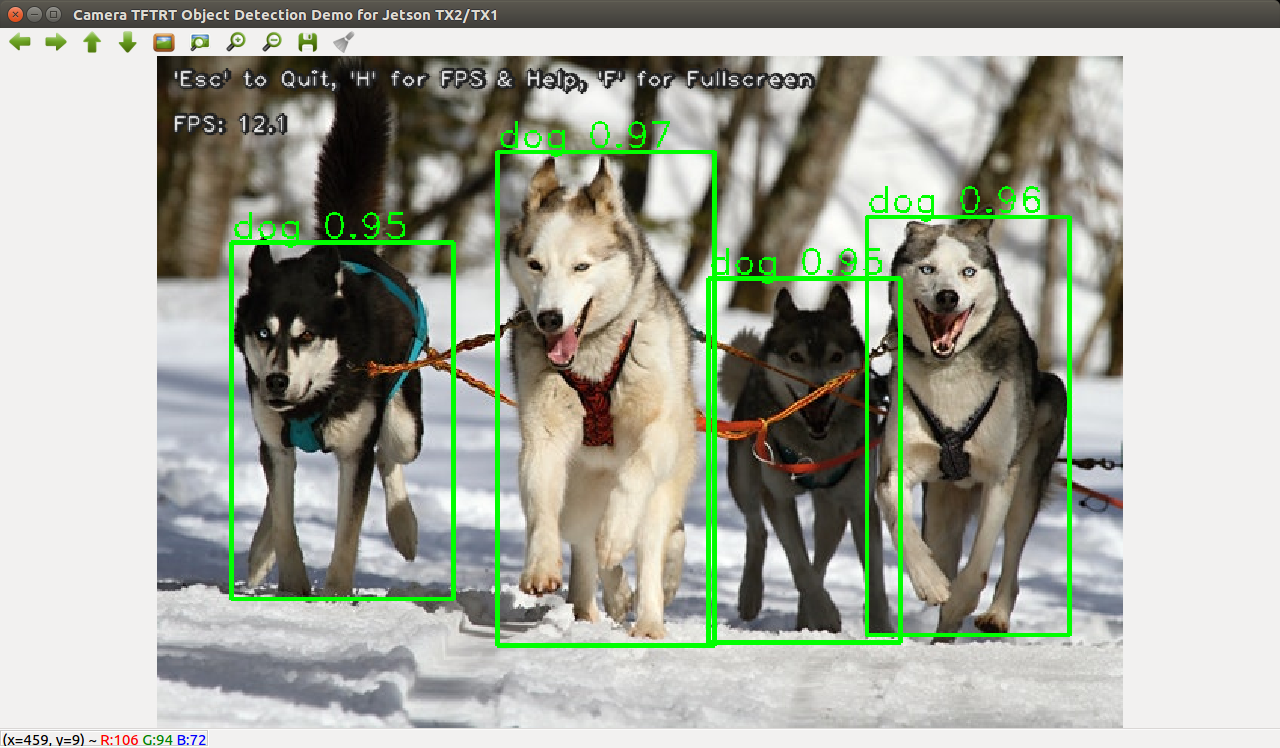 Camera TFTRT Object Detection Demo for Jetson TX2/TX1
'Esc' to Quit, 'H' for FPS & Help, 'F' for Fullscreen
FPS: 12.1
dog 0.97
dog 0.96
dog 0.95
dog 0.95
(x=459, y=9) ~ R:106 G:94 B:72